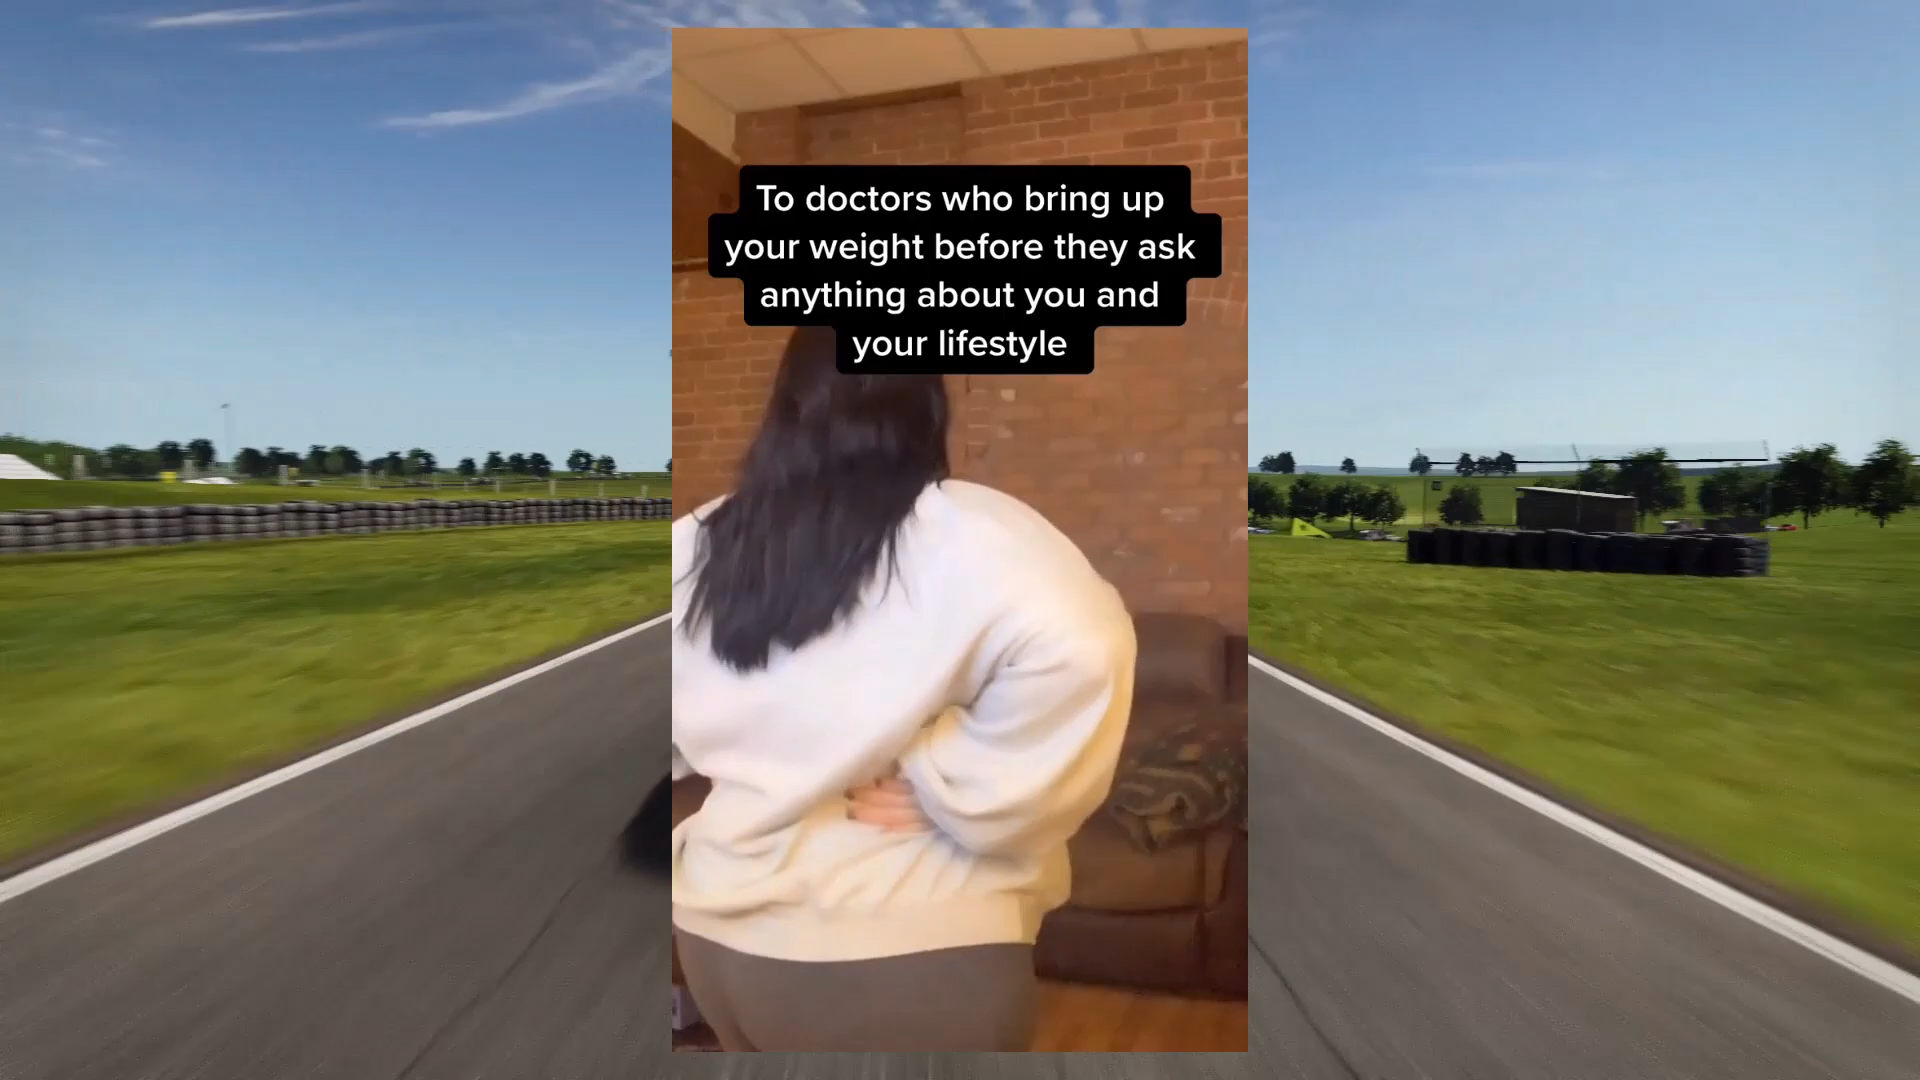 To doctors who bring up
your weight before they ask
anything about you and
your lifestyle